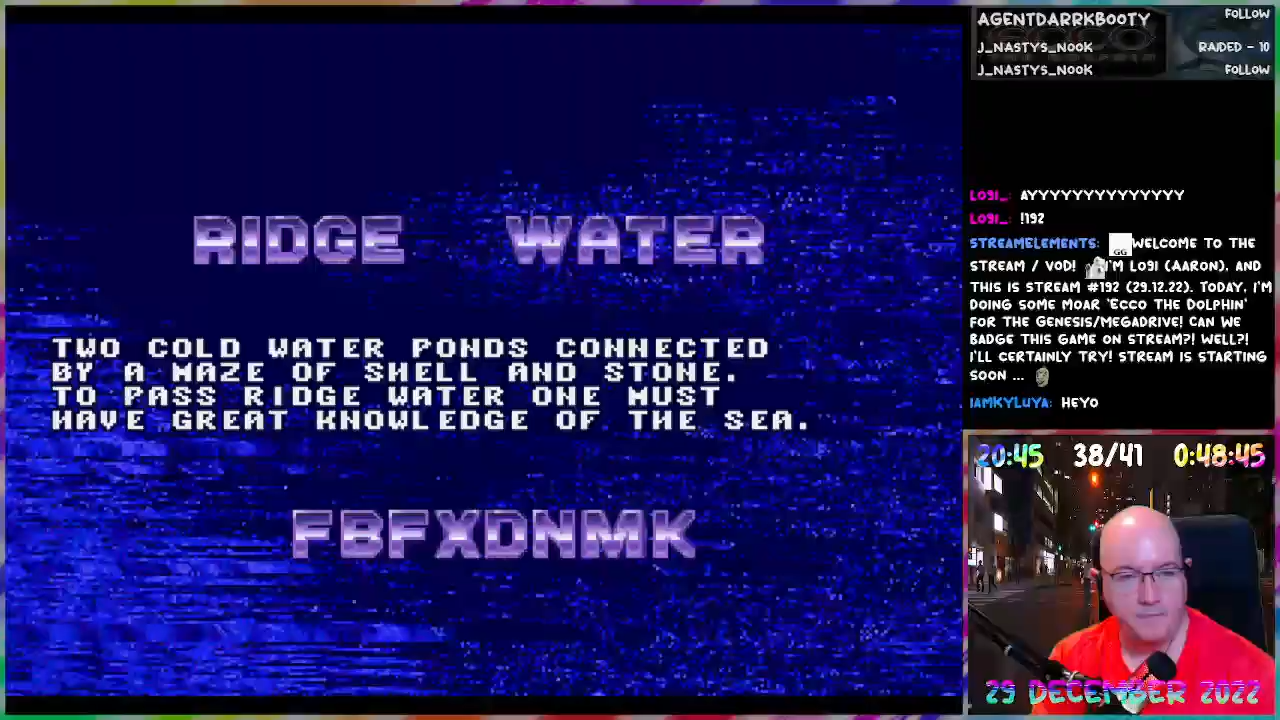 RIDGE WATER
TWO COLD WATER PONDS CONNECTED
BY A MAZE OF SHELL AND STONE.
TO PASS RIDGE WATER ONE MUST
HAVE GREAT KNOWLEDGE OF THE SEA.
FBFXDNMK
AGENTDARRKBOOTY FOLLOW
J_NASTYS_NOOK RAIDED - 10
J_NASTYS_NOOK FOLLOW
LO9I_: AYYYYYYYYYYYYYY
LO9I_: !192
STREAMELEMENTS: GG WELCOME TO THE
STREAM / VOD! I'M LO9I (AARON), AND
THIS IS STREAM #192 (29.12.22). TODAY, I'M
DOING SOME MOAR 'ECCO THE DOLPHIN'
FOR THE GENESIS/MEGADRIVE! CAN WE
BADGE THIS GAME ON STREAM?! WELL?!
I'LL CERTAINLY TRY! STREAM IS STARTING
SOON ...
IAMKYLUYA: HEYO
20:45 38/41 0:48:45
29 DECEMBER 2022